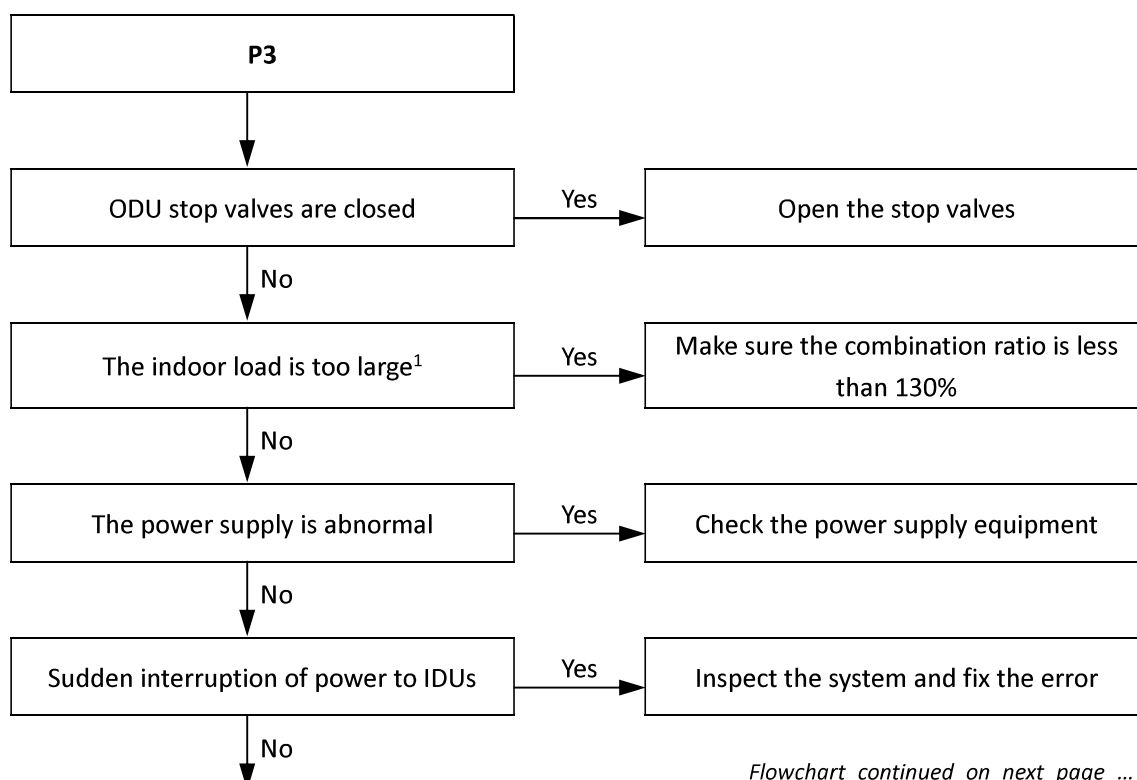 P3
ODU stop valves are closed
Yes
Open the stop valves
No
The indoor load is too large¹
Yes
Make sure the combination ratio is less
than 130%
No
The power supply is abnormal
Yes
Check the power supply equipment
No
Sudden interruption of power to IDUs
Yes
Inspect the system and fix the error
No
Flowchart continued on next page ...